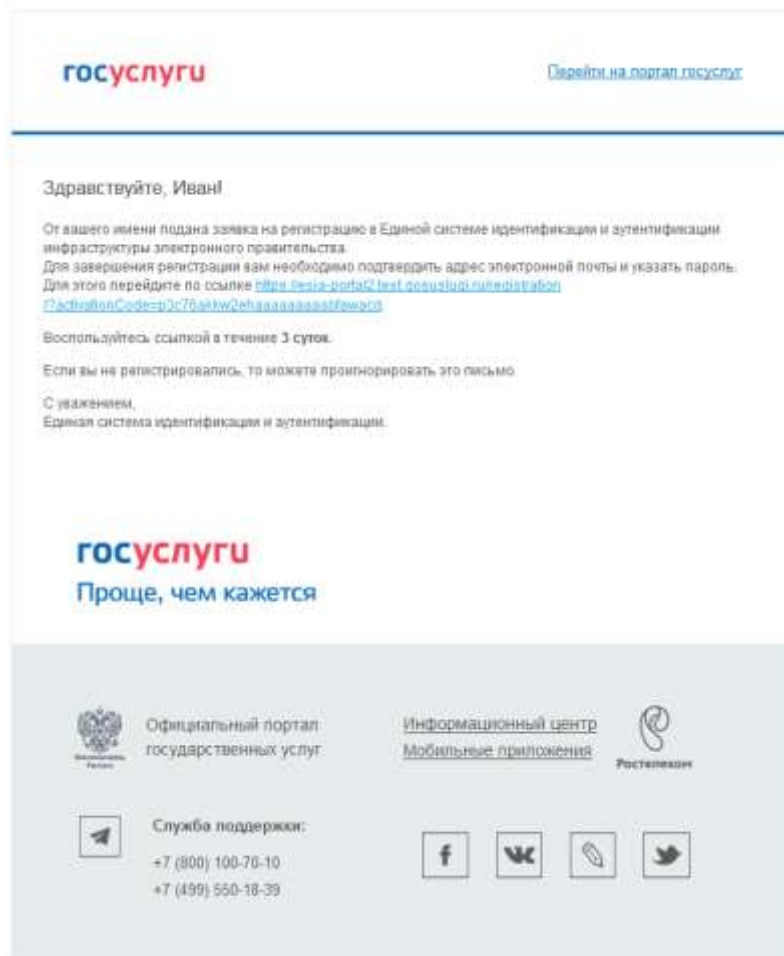 госуслуги
Перейти на портал госуслуг
Здравствуйте, Иван!
От вашего имени подана заявка на регистрацию в Единой системе идентификации и аутентификации
инфраструктуры электронного правительства.
Для завершения регистрации вам необходимо подтвердить адрес электронной почты и указать пароль.
Для этого перейдите по ссылке https://esia-portal2.test.gosuslugi.ru/registration
Воспользуйтесь ссылкой в течение 3 суток.
Если вы не регистрировались, то можете проигнорировать это письмо.
С уважением,
Единая система идентификации и аутентификации.
госуслуги
Проще, чем кажется
Официальный портал
государственных услуг
Информационный центр
Мобильные приложения
Ростелеком
Служба поддержки:
+7 (800) 100-70-10
+7 (499) 550-18-39